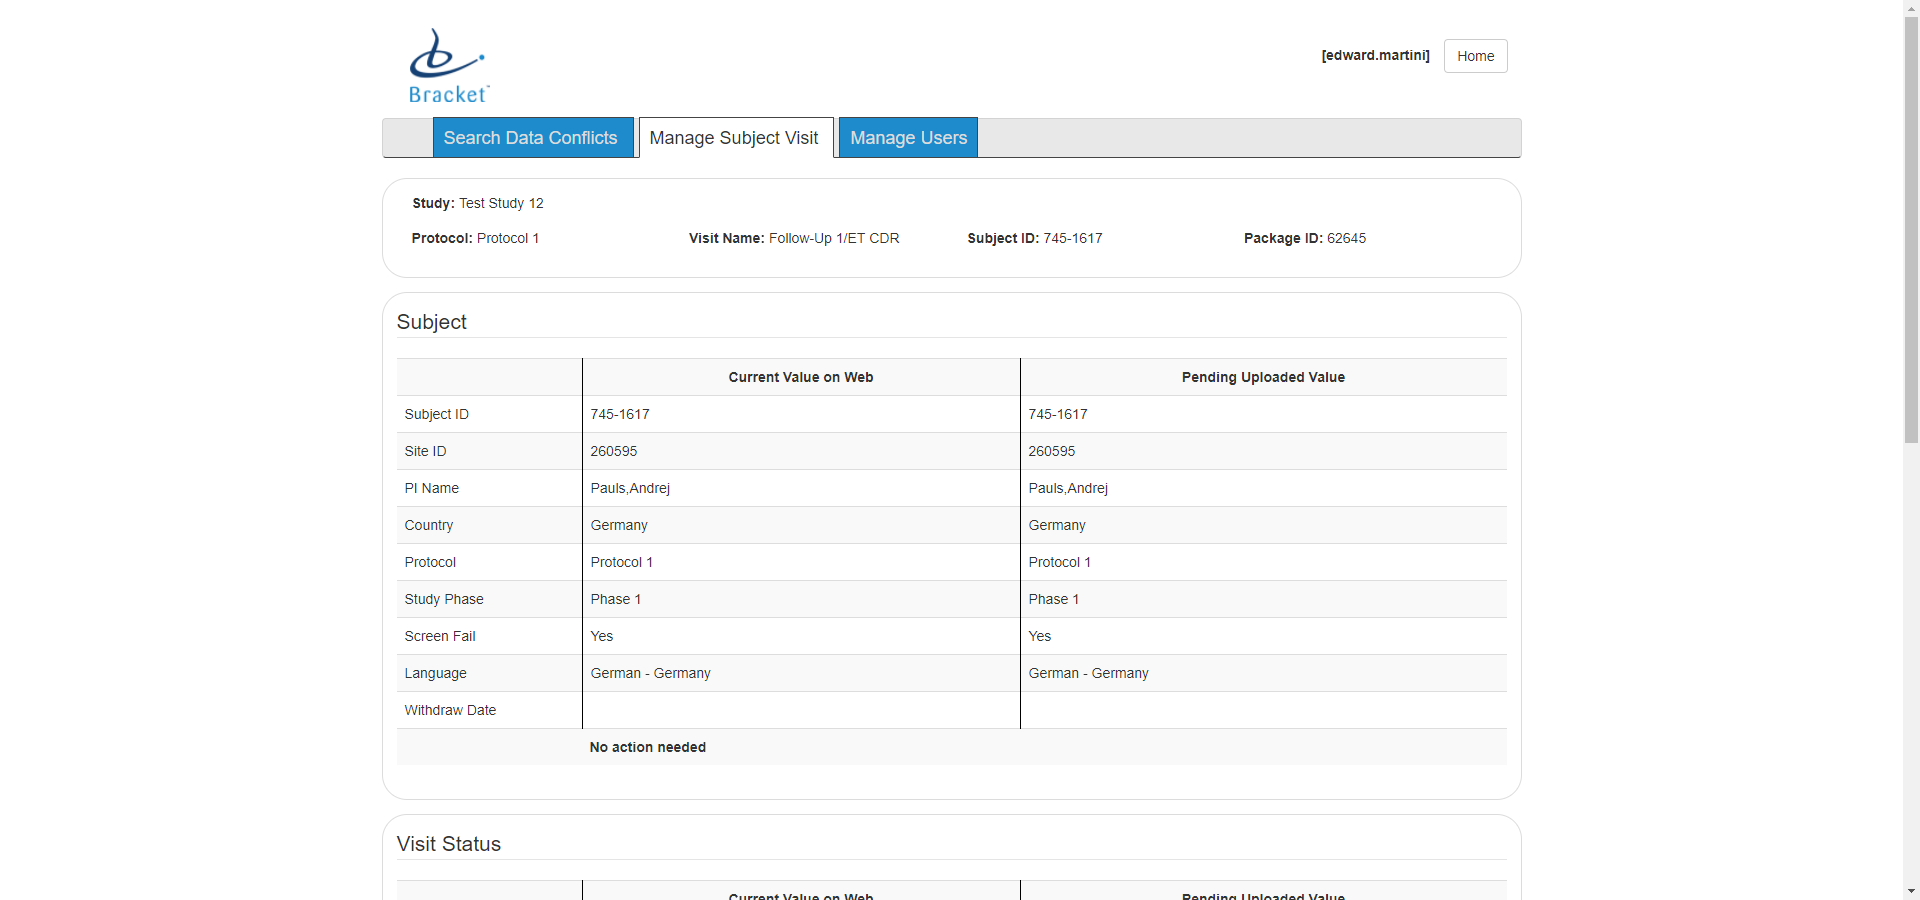 Bracket™
[edward.martini] Home
Search Data Conflicts Manage Subject Visit Manage Users
Study: Test Study 12
Protocol: Protocol 1 Visit Name: Follow-Up 1/ET CDR Subject ID: 745-1617 Package ID: 62645
Subject
Current Value on Web Pending Uploaded Value
Subject ID 745-1617 745-1617
Site ID 260595 260595
PI Name Pauls,Andrej Pauls,Andrej
Country Germany Germany
Protocol Protocol 1 Protocol 1
Study Phase Phase 1 Phase 1
Screen Fail Yes Yes
Language German - Germany German - Germany
Withdraw Date
No action needed
Visit Status
Current Value on Web Pending Uploaded Value